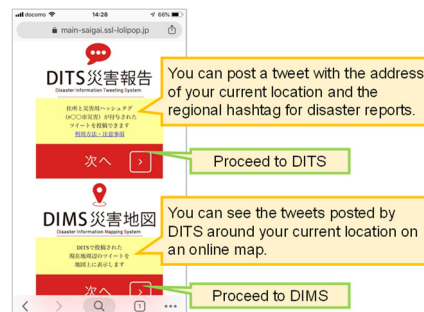 docomo 14:28 66%
main-saigai.ssl-lolipop.jp
DITS災害報告
Disaster Information Tweeting System
住所と災害用ハッシュタグ
(#○○市災害) が付与された
ツイートを投稿できます
利用方法・注意事項
次へ
You can post a tweet with the address
of your current location and the
regional hashtag for disaster reports.
Proceed to DITS
DIMS災害地図
Disaster Information Mapping System
DITSで投稿された
現在地周辺のツイートを
地図上に表示します
次へ
You can see the tweets posted by
DITS around your current location on
an online map.
Proceed to DIMS
1